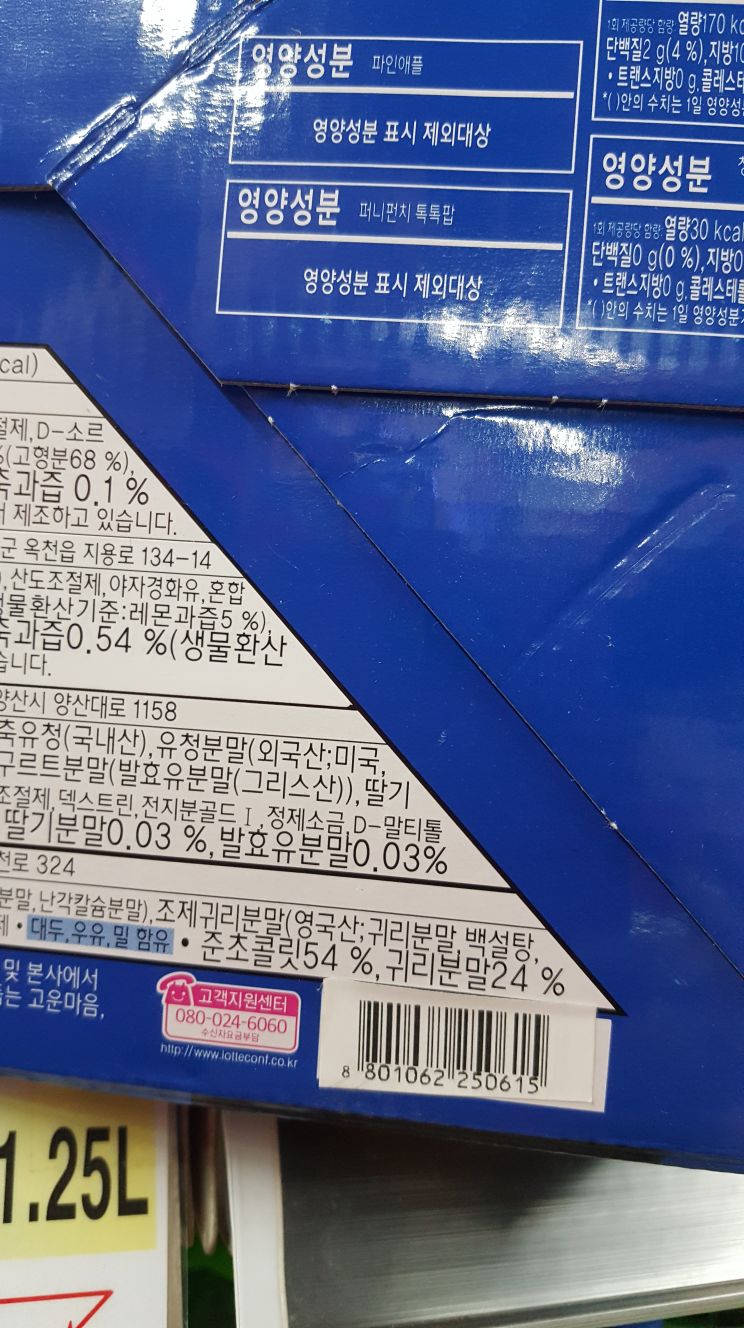 영양성분 파인애플
영양성분 표시 제외대상
영양성분 퍼니펀치 톡톡팝
영양성분 표시 제외대상
1회 제공량당 함량: 열량170 kc
단백질2 g(4 %), 지방10
• 트랜스지방0 g, 콜레스테
*( )안의 수치는 1일 영양성
영양성분
1회 제공량당 함량: 열량30 kcal
단백질0 g(0 %), 지방0
• 트랜스지방0 g, 콜레스테롤
*( )안의 수치는 1일 영양성분
cal)
절제, D-소르
%(고형분68 %),
축과즙 0.1 %
서 제조하고 있습니다.
군 옥천읍 지용로 134-14
), 산도조절제, 야자경화유, 혼합
생물환산기준:레몬과즙5 %),
축과즙0.54 %(생물환산
습니다.
양산시 양산대로 1158
축유청(국내산), 유청분말(외국산;미국,
구르트분말(발효유분말(그리스산)), 딸기
조절제, 덱스트린, 전지분골드Ⅰ, 정제소금, D-말티톨
딸기분말0.03 %, 발효유분말0.03%
천로 324
분말, 난각칼슘분말), 조제귀리분말(영국산; 귀리분말, 백설탕,
제 • 대두, 우유, 밀 함유 • 준초콜릿54 %, 귀리분말24 %
및 본사에서
돕는 고운마음,
고객지원센터
080-024-6060
수신자요금부담
http://www.lotteconf.co.kr
8 801062 250615
1.25L